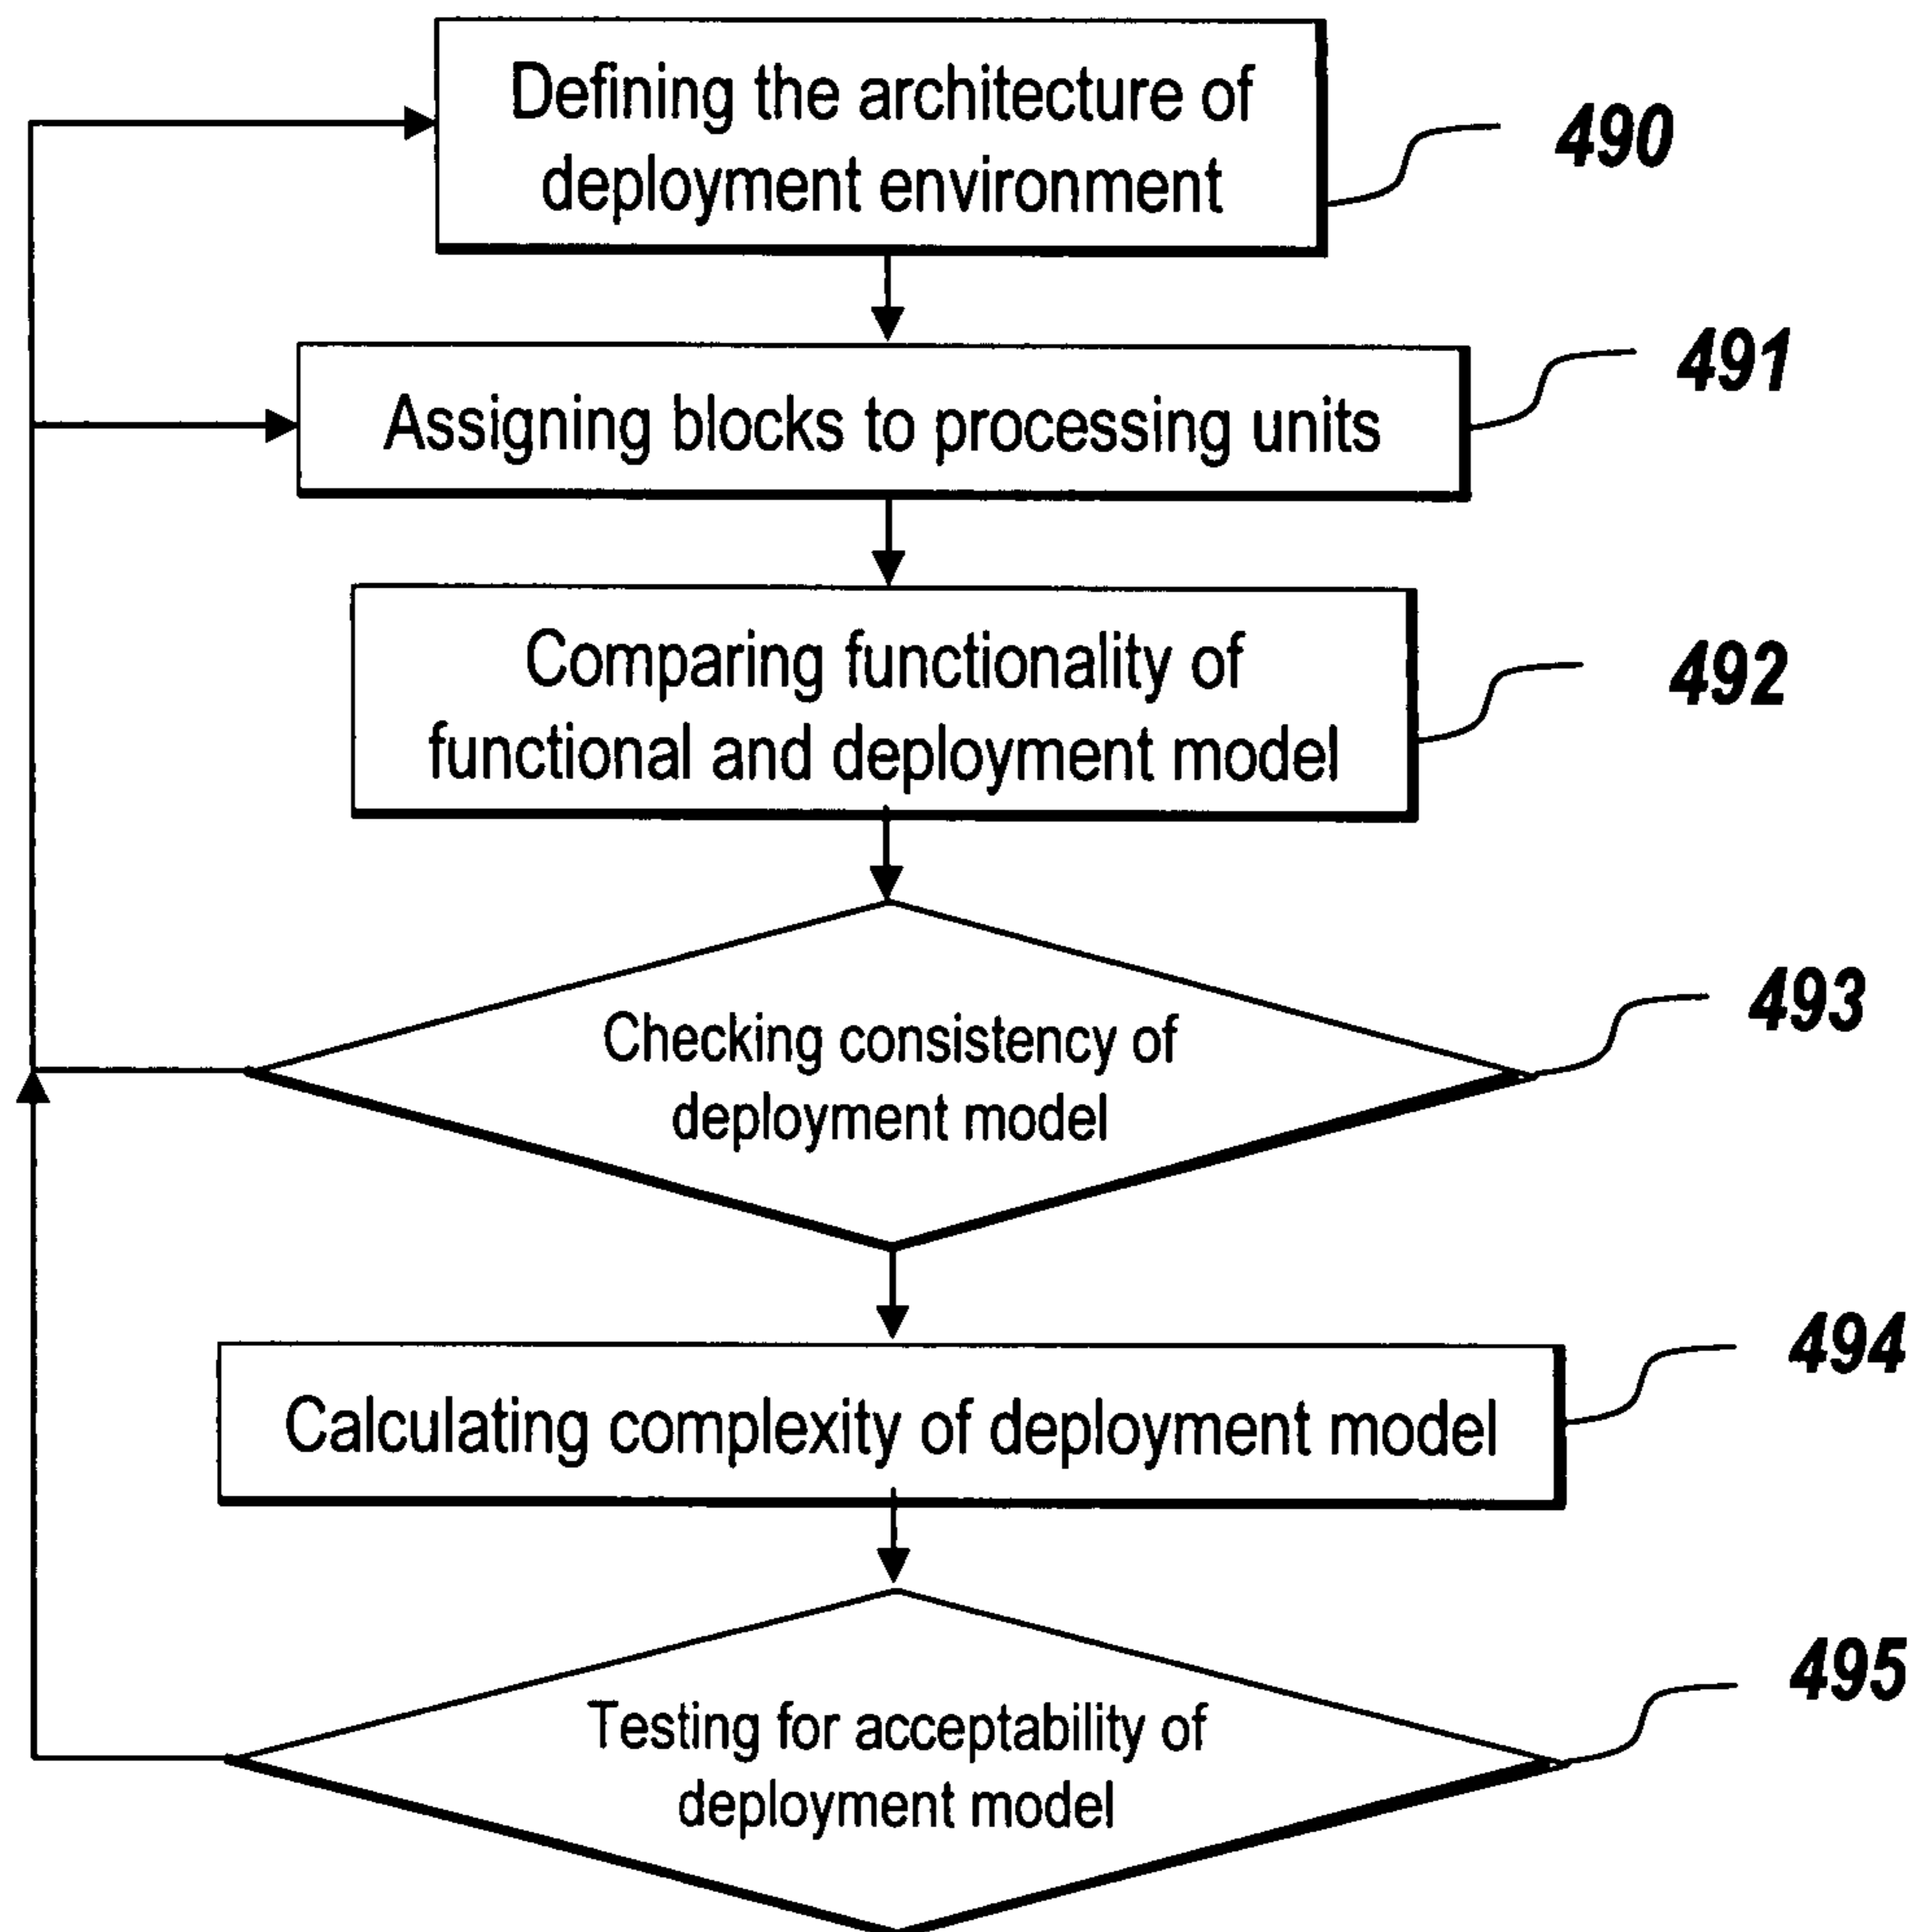 Defining the architecture of
deployment environment
490
Assigning blocks to processing units
491
Comparing functionality of
functional and deployment model
492
Checking consistency of
deployment model
493
Calculating complexity of deployment model
494
Testing for acceptability of
deployment model
495